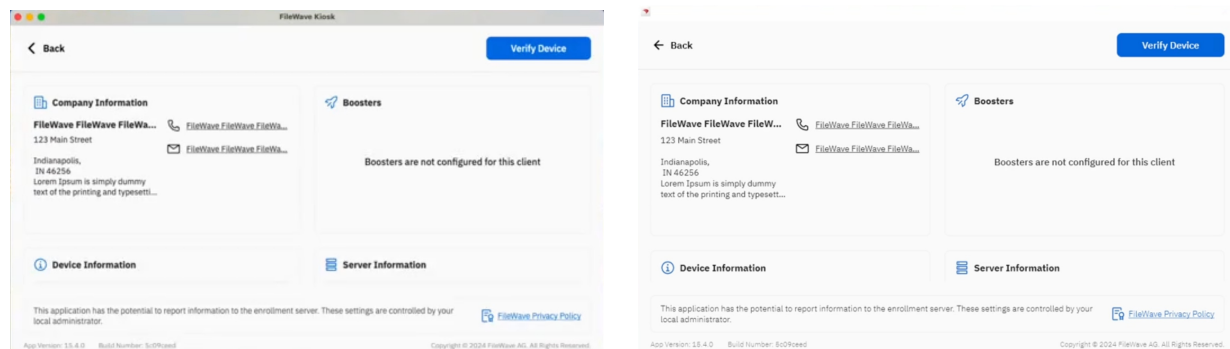 FileWave Kiosk
Back
Verify Device
Company Information
FileWave FileWave FileWa...
123 Main Street
Indianapolis,
IN 46256
Lorem Ipsum is simply dummy
text of the printing and typesetti...
FileWave FileWave FileWa...
FileWave FileWave FileWa...
Boosters
Boosters are not configured for this client
Device Information
Server Information
This application has the potential to report information to the enrollment server. These settings are controlled by your
local administrator.
FileWave Privacy Policy
App Version: 15.4.0 Build Number: 5c09ceed
Copyright © 2024 FileWave AG. All Rights Reserved.
Back
Verify Device
Company Information
FileWave FileWave FileW...
123 Main Street
Indianapolis,
IN 46256
Lorem Ipsum is simply dummy
text of the printing and typesett...
FileWave FileWave FileWa...
FileWave FileWave FileWa...
Boosters
Boosters are not configured for this client
Device Information
Server Information
This application has the potential to report information to the enrollment server. These settings are controlled by your
local administrator.
FileWave Privacy Policy
App Version: 15.4.0 Build Number: 5c09ceed
Copyright © 2024 FileWave AG. All Rights Reserved.